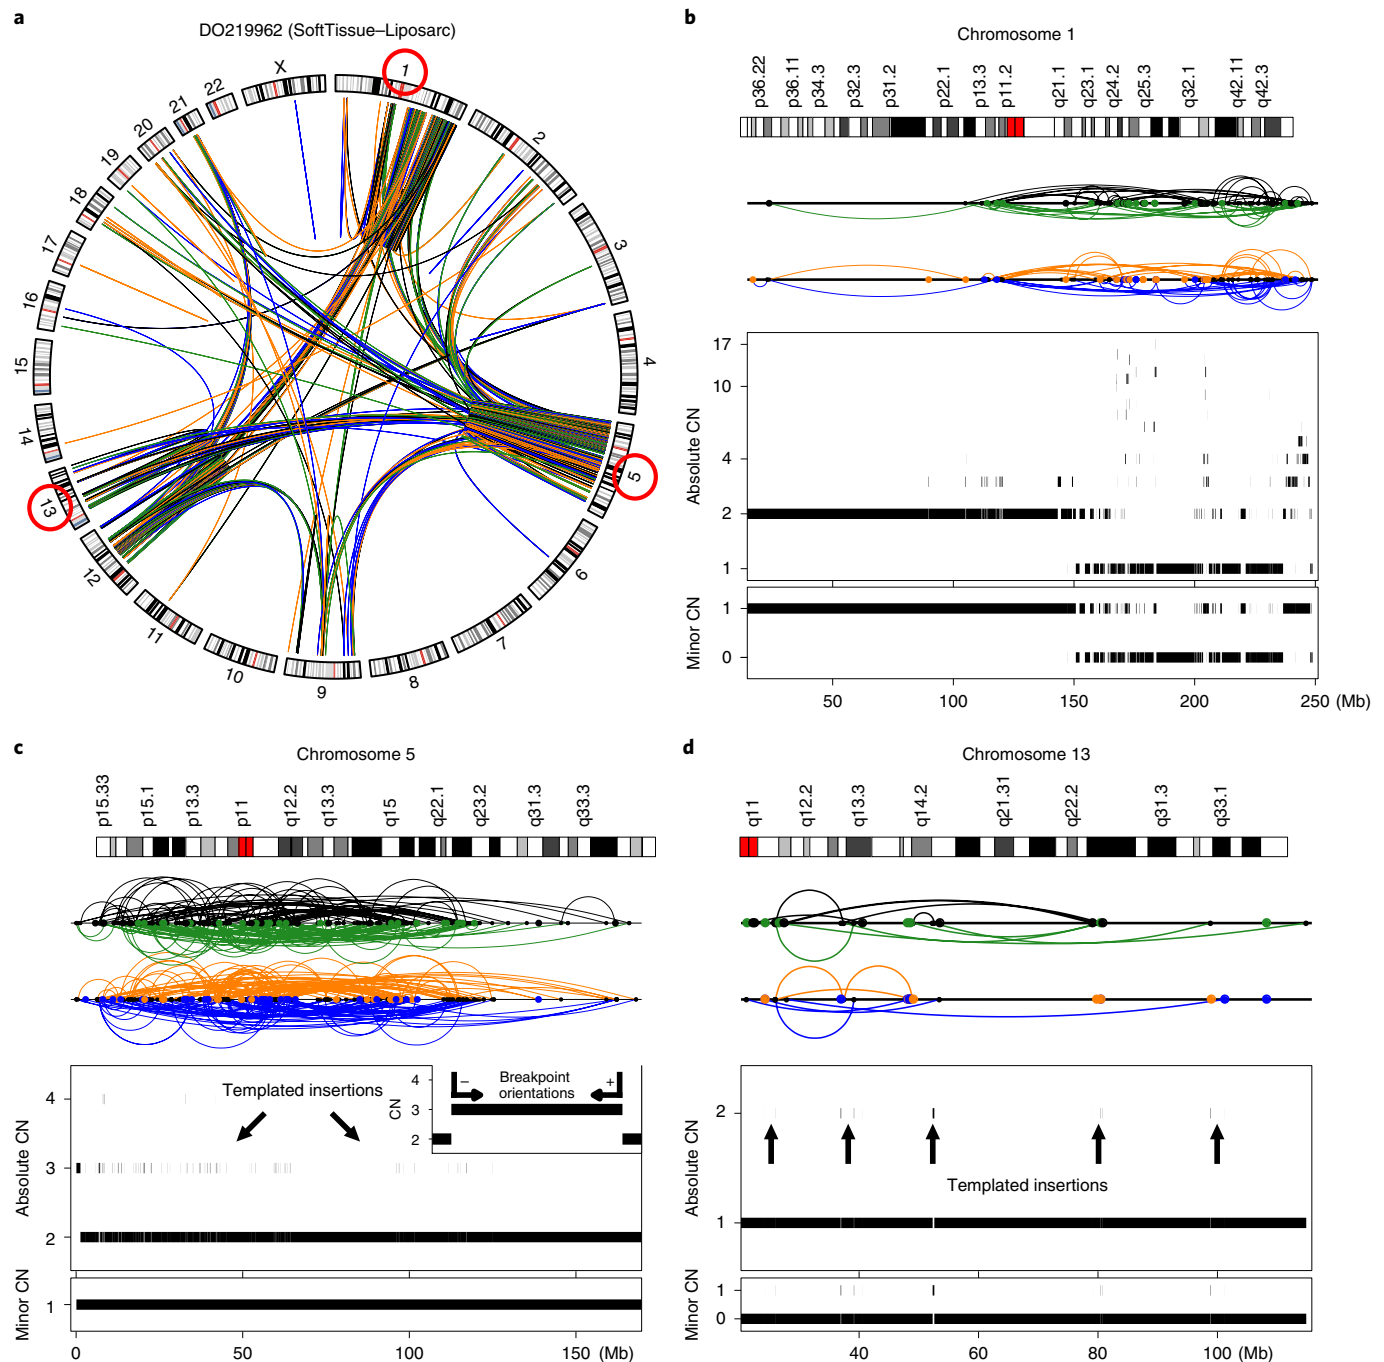 a
DO219962 (SoftTissue–Liposarc)
1
2
3
4
5
6
7
8
9
10
11
12
13
14
15
16
17
18
19
20
21
22
X
b
Chromosome 1
p36.22 p36.11 p34.3 p32.3 p31.2 p22.1 p13.3 p11.2 q21.1 q23.1 q24.2 q25.3 q32.1 q42.11 q42.3
Absolute CN
17
10
4
2
1
Minor CN
1
0
50 100 150 200 250 (Mb)
c
Chromosome 5
p15.33 p15.1 p13.3 p11 q12.2 q13.3 q15 q22.1 q23.2 q31.3 q33.3
Absolute CN
4
3
2
Templated insertions
CN
4
3
2
– Breakpoint +
orientations
Minor CN
1
0 50 100 150 (Mb)
d
Chromosome 13
q11 q12.2 q13.3 q14.2 q21.31 q22.2 q31.3 q33.1
Absolute CN
2
Templated insertions
1
Minor CN
1
0
40 60 80 100 (Mb)